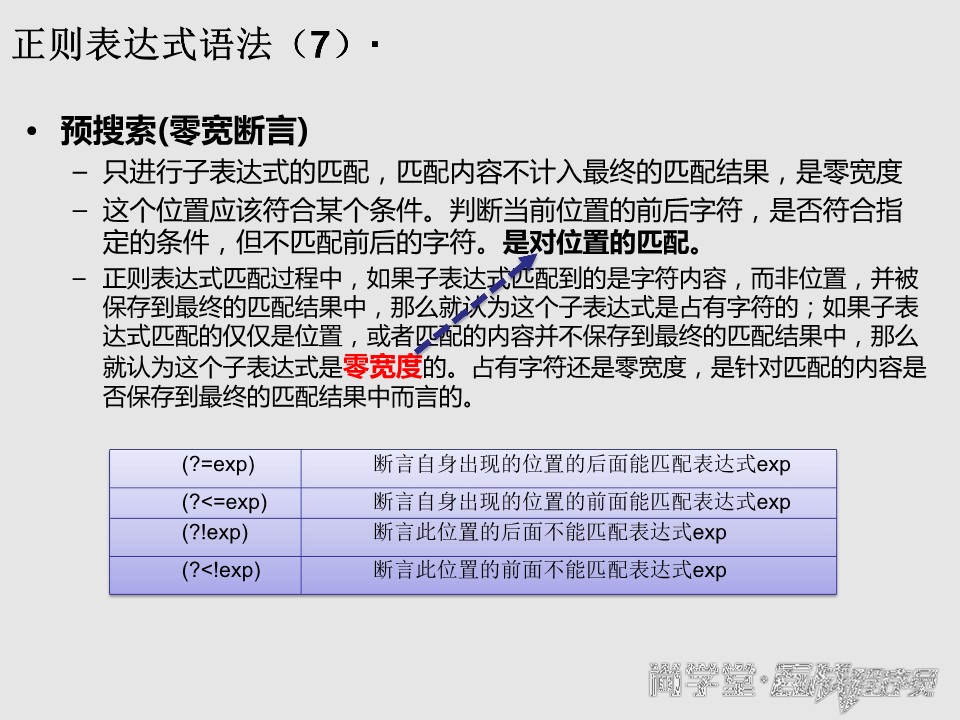 正则表达式语法（7）·
• 预搜索(零宽断言)
– 只进行子表达式的匹配，匹配内容不计入最终的匹配结果，是零宽度
– 这个位置应该符合某个条件。判断当前位置的前后字符，是否符合指
定的条件，但不匹配前后的字符。是对位置的匹配。
– 正则表达式匹配过程中，如果子表达式匹配到的是字符内容，而非位置，并被
保存到最终的匹配结果中，那么就认为这个子表达式是占有字符的；如果子表
达式匹配的仅仅是位置，或者匹配的内容并不保存到最终的匹配结果中，那么
就认为这个子表达式是零宽度的。占有字符还是零宽度，是针对匹配的内容是
否保存到最终的匹配结果中而言的。
(?=exp) 断言自身出现的位置的后面能匹配表达式exp
(?<=exp) 断言自身出现的位置的前面能匹配表达式exp
(?!exp) 断言此位置的后面不能匹配表达式exp
(?<!exp) 断言此位置的前面不能匹配表达式exp
尚学堂·